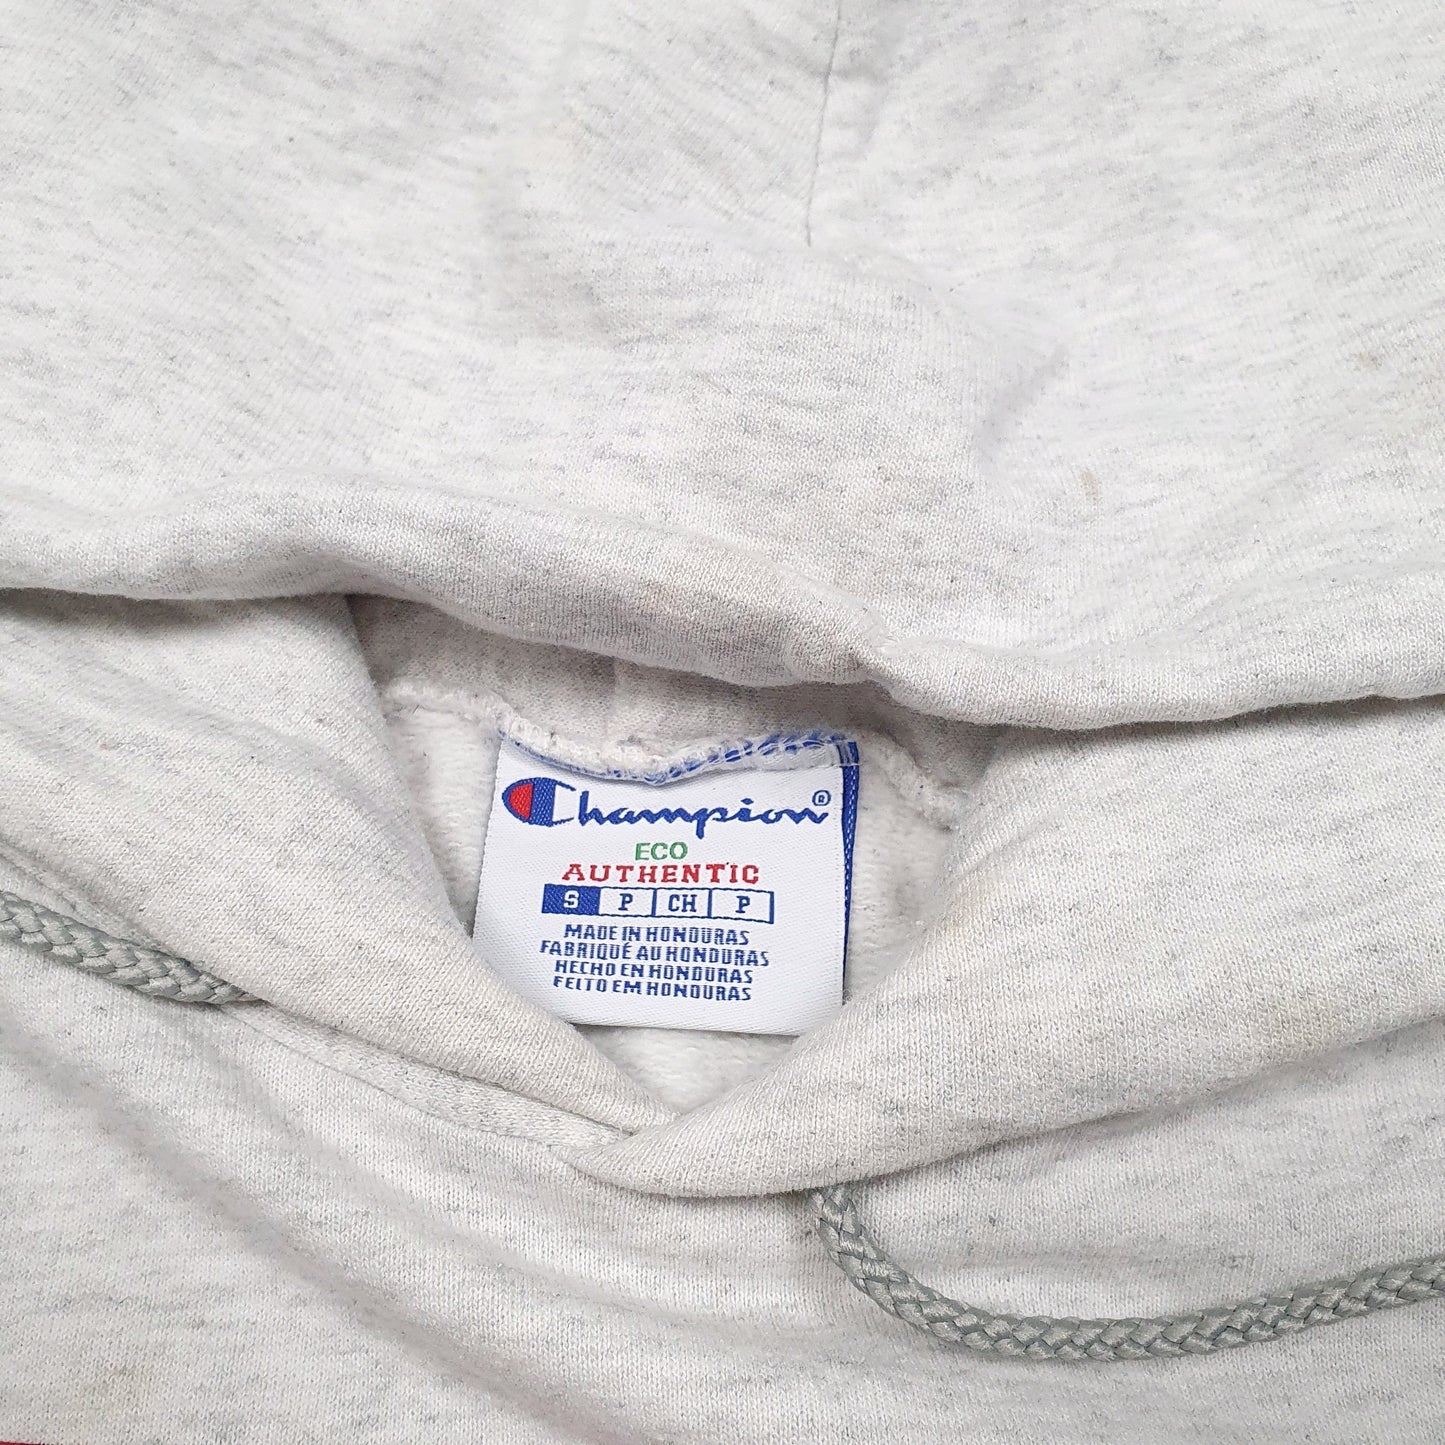 Champion®
ECO
AUTHENTIC
S P CH P
MADE IN HONDURAS
FABRIQUÉ AU HONDURAS
HECHO EN HONDURAS
FEITO EM HONDURAS